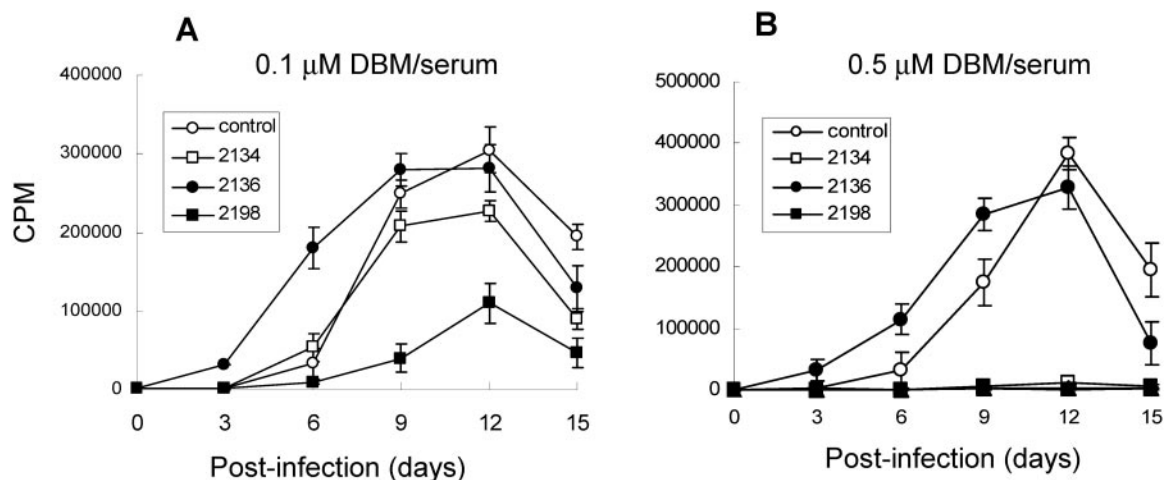 A
0.1 μM DBM/serum
400000
300000
200000
100000
0
CPM
control
2134
2136
2198
0 3 6 9 12 15
Post-infection (days)
B
0.5 μM DBM/serum
500000
400000
300000
200000
100000
0
control
2134
2136
2198
0 3 6 9 12 15
Post-infection (days)